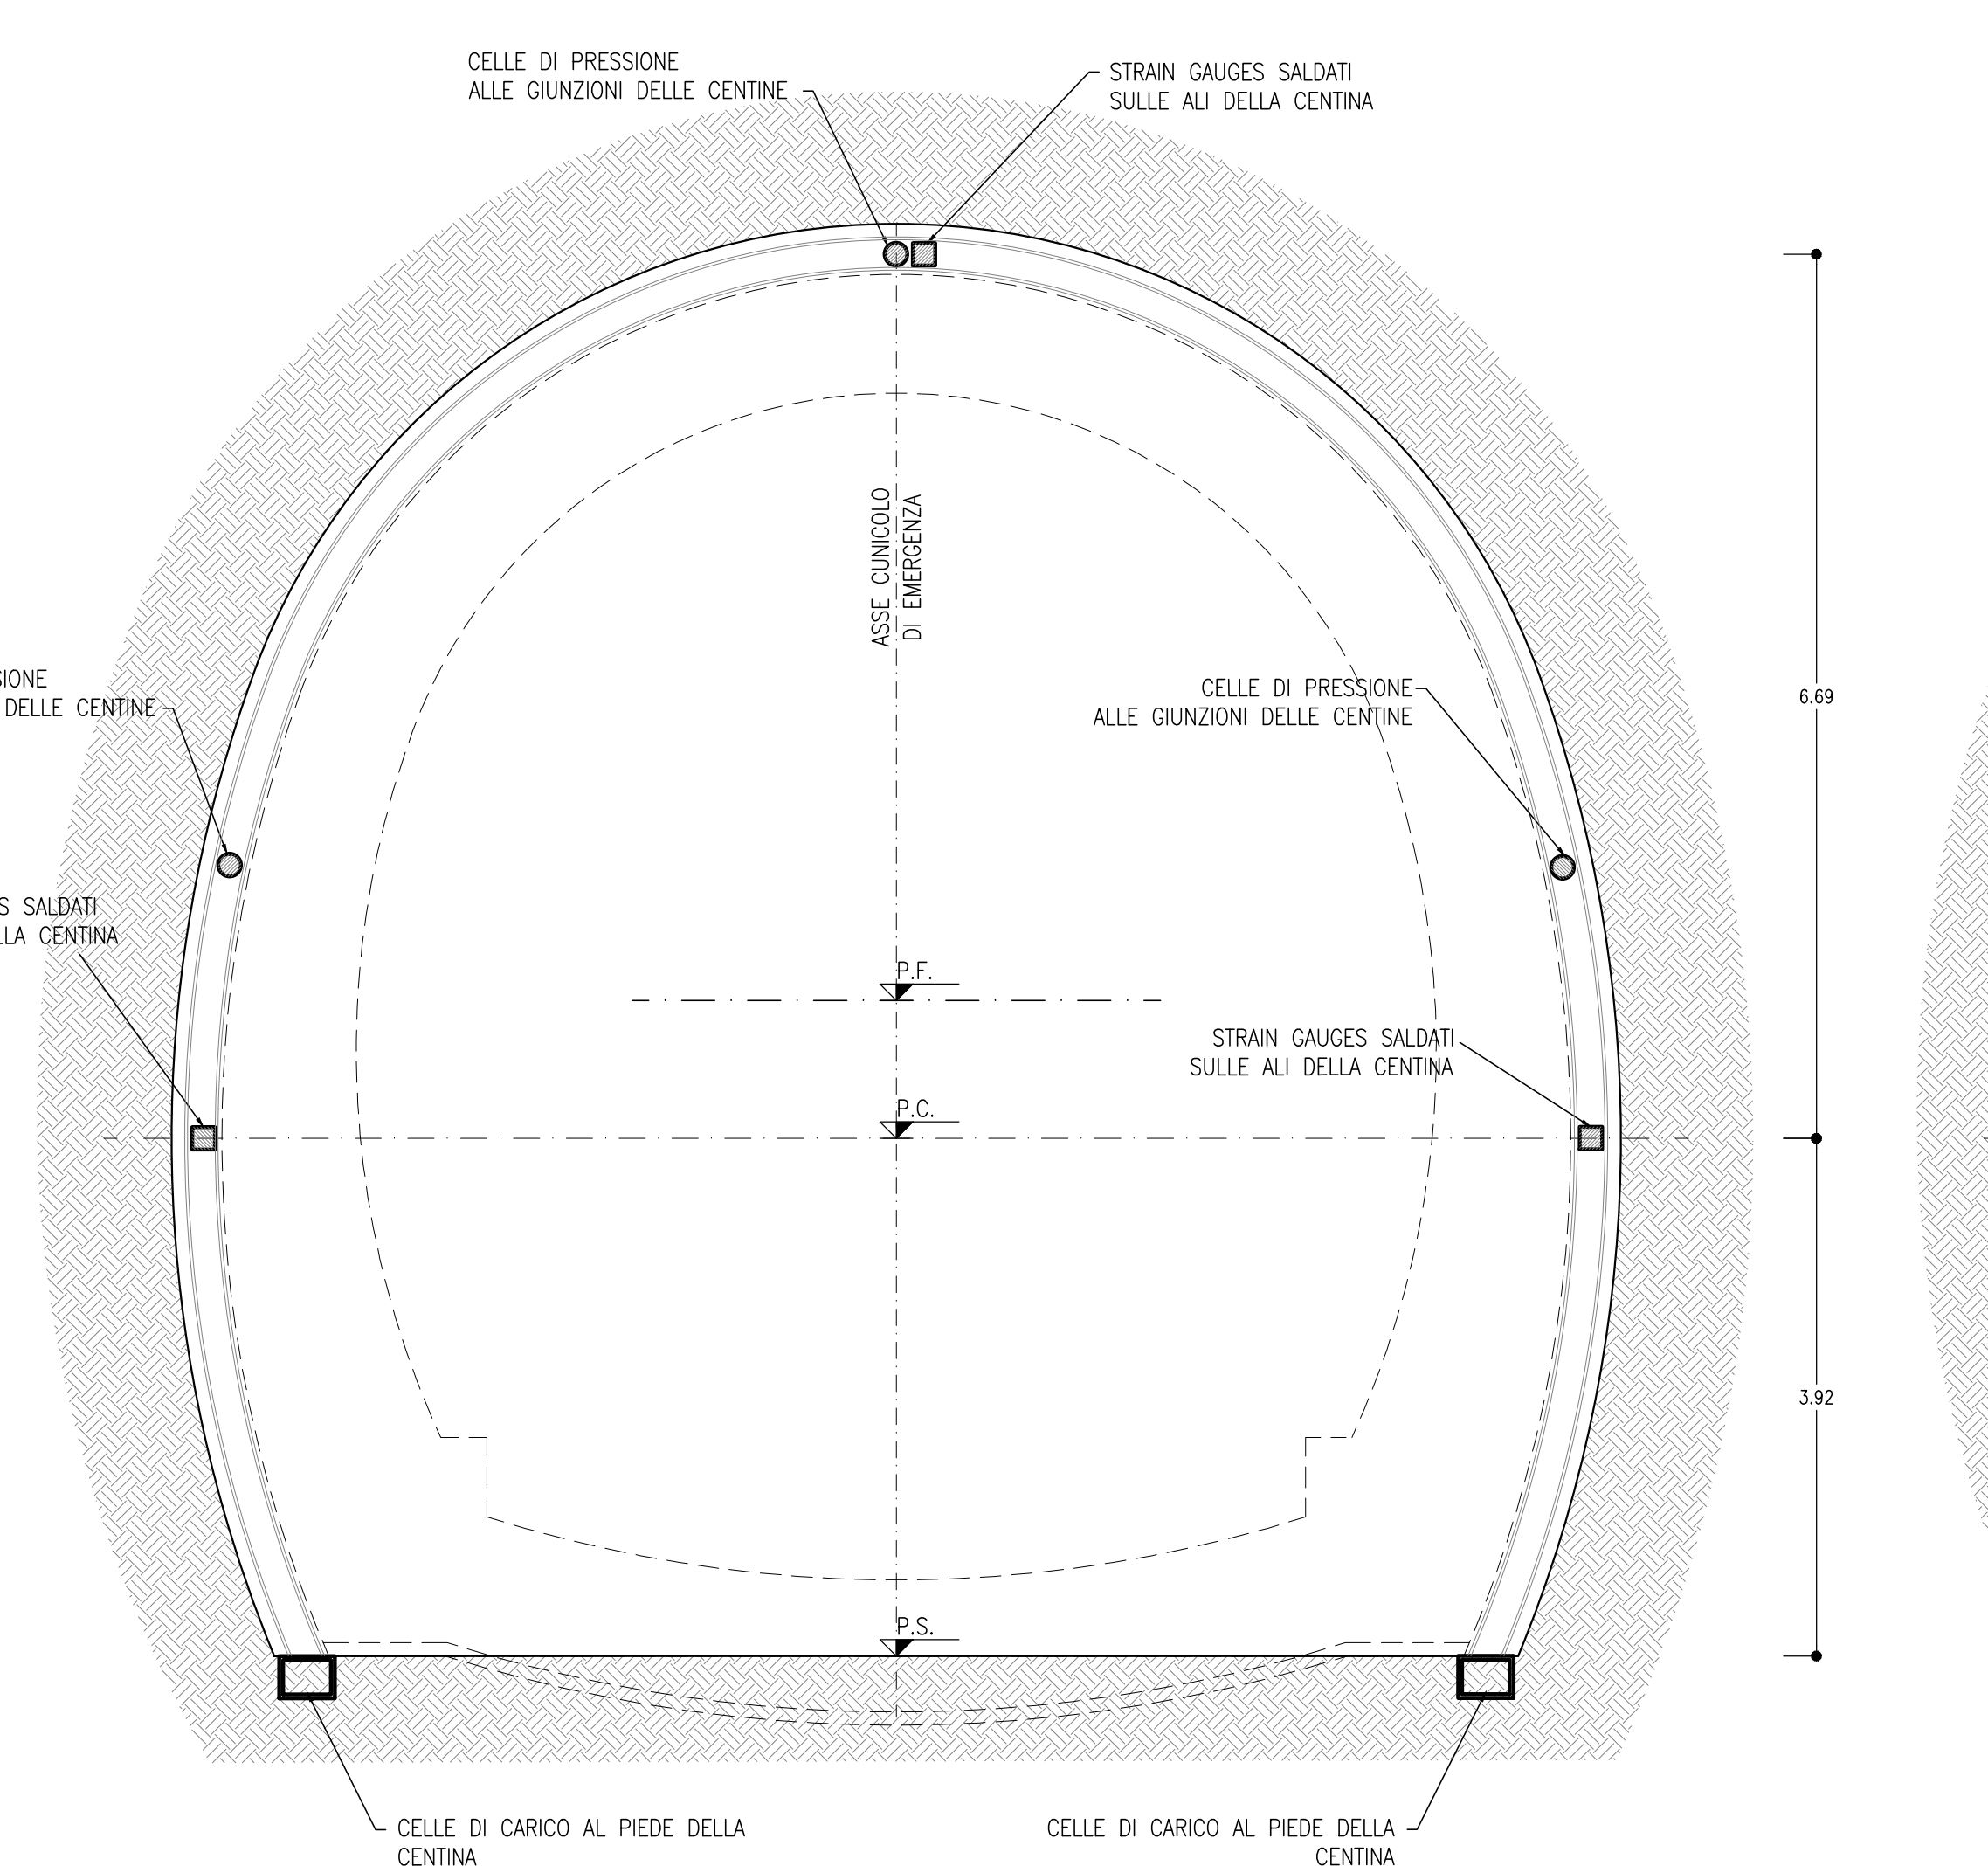 CELLE DI PRESSIONE
ALLE GIUNZIONI DELLE CENTINE
STRAIN GAUGES SALDATI
SULLE ALI DELLA CENTINA
ASSE CUNICOLO
DI EMERGENZA
DELLE CENTINE
CELLE DI PRESSIONE
ALLE GIUNZIONI DELLE CENTINE
6.69
SALDATI
CENTINA
P.F.
STRAIN GAUGES SALDATI
SULLE ALI DELLA CENTINA
P.C.
3.92
P.S.
CELLE DI CARICO AL PIEDE DELLA
CENTINA
CELLE DI CARICO AL PIEDE DELLA
CENTINA